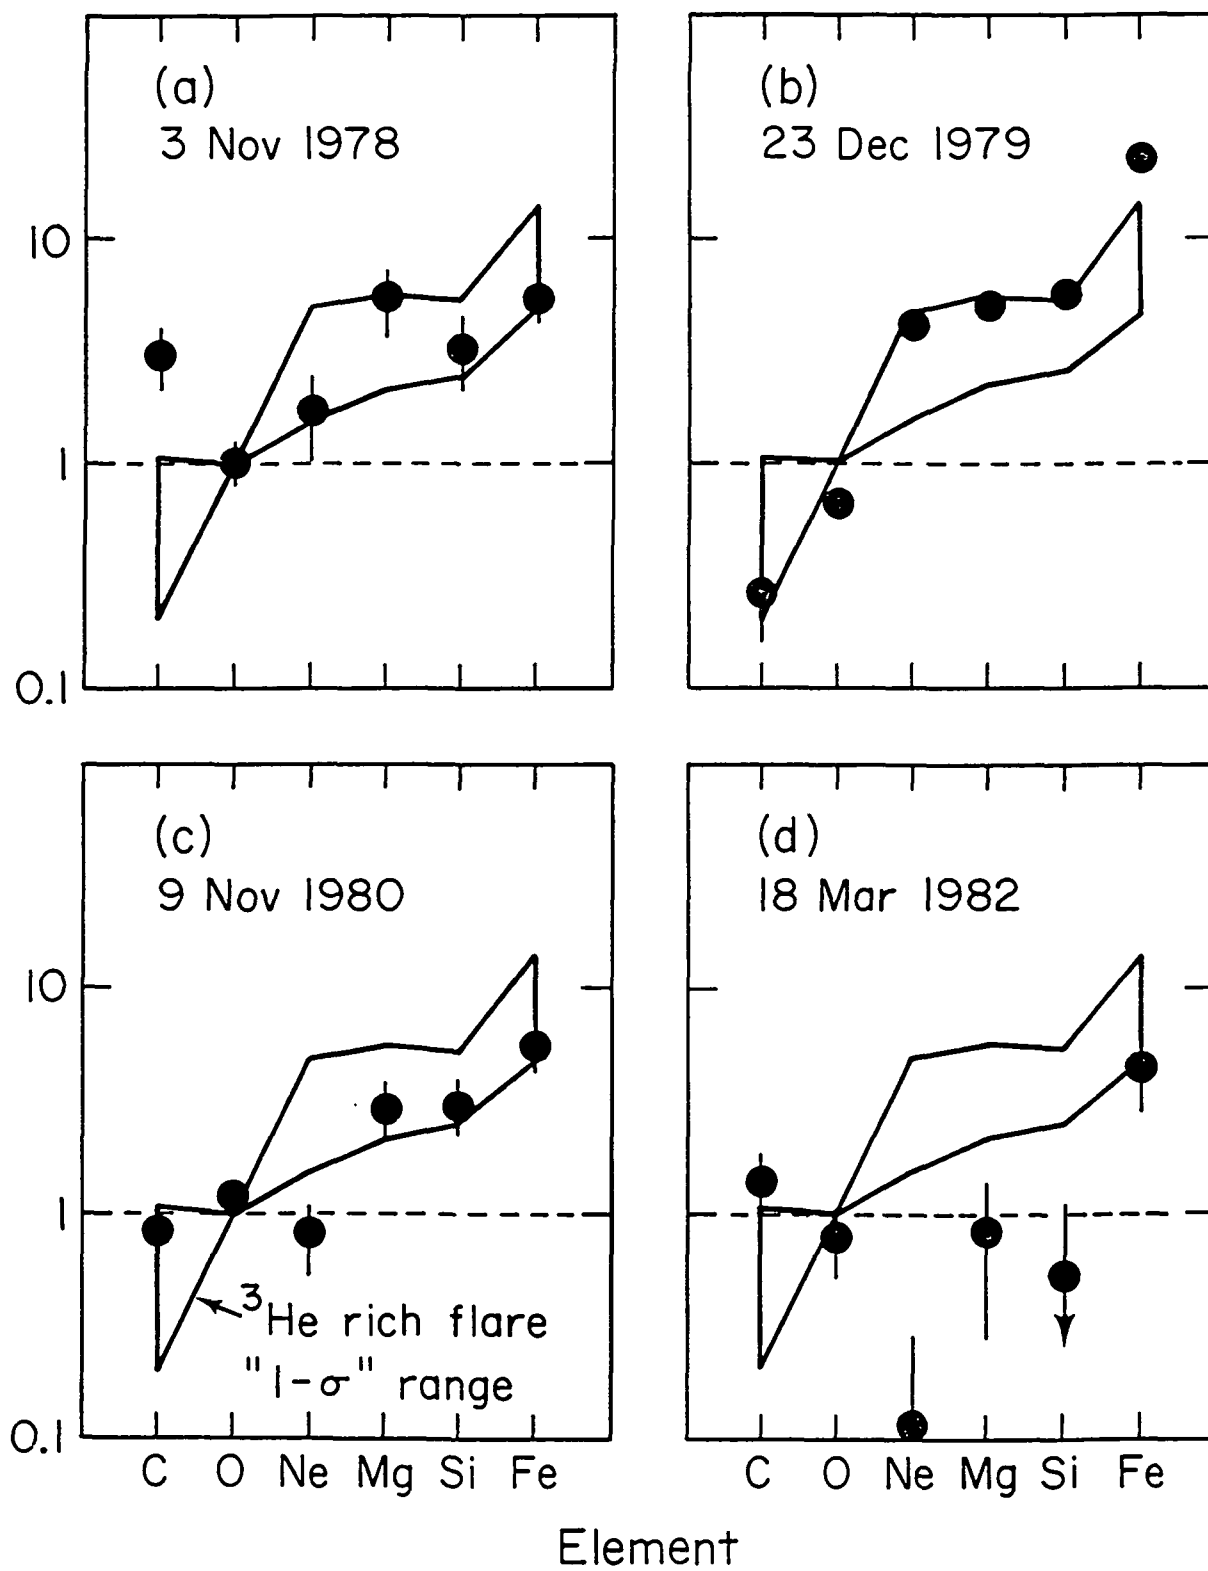 (a)
3 Nov 1978
(b)
23 Dec 1979
10
1
0.1
(c)
9 Nov 1980
(d)
18 Mar 1982
10
1
³He rich flare
"1-σ" range
0.1
C O Ne Mg Si Fe
C O Ne Mg Si Fe
Element